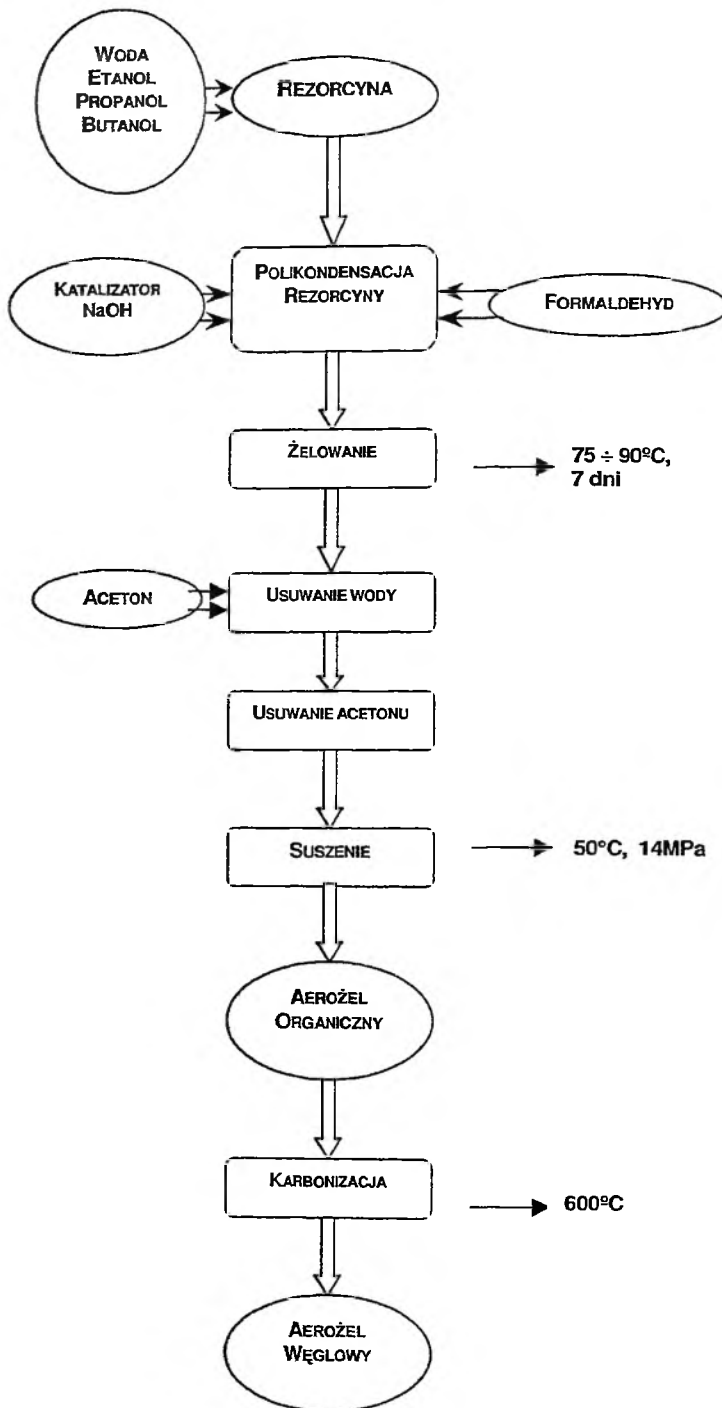 WODA
ETANOL
PROPANOL
BUTANOL
REZORCYNA
POLIKONDENSACJA
REZORCYNY
KATALIZATOR
NaOH
FORMALDEHYD
ŻELOWANIE
75 ÷ 90ºC,
7 dni
ACETON
USUWANIE WODY
USUWANIE ACETONU
SUSZENIE
50°C, 14MPa
AEROŻEL
ORGANICZNY
KARBONIZACJA
600ºC
AEROŻEL
WĘGLOWY